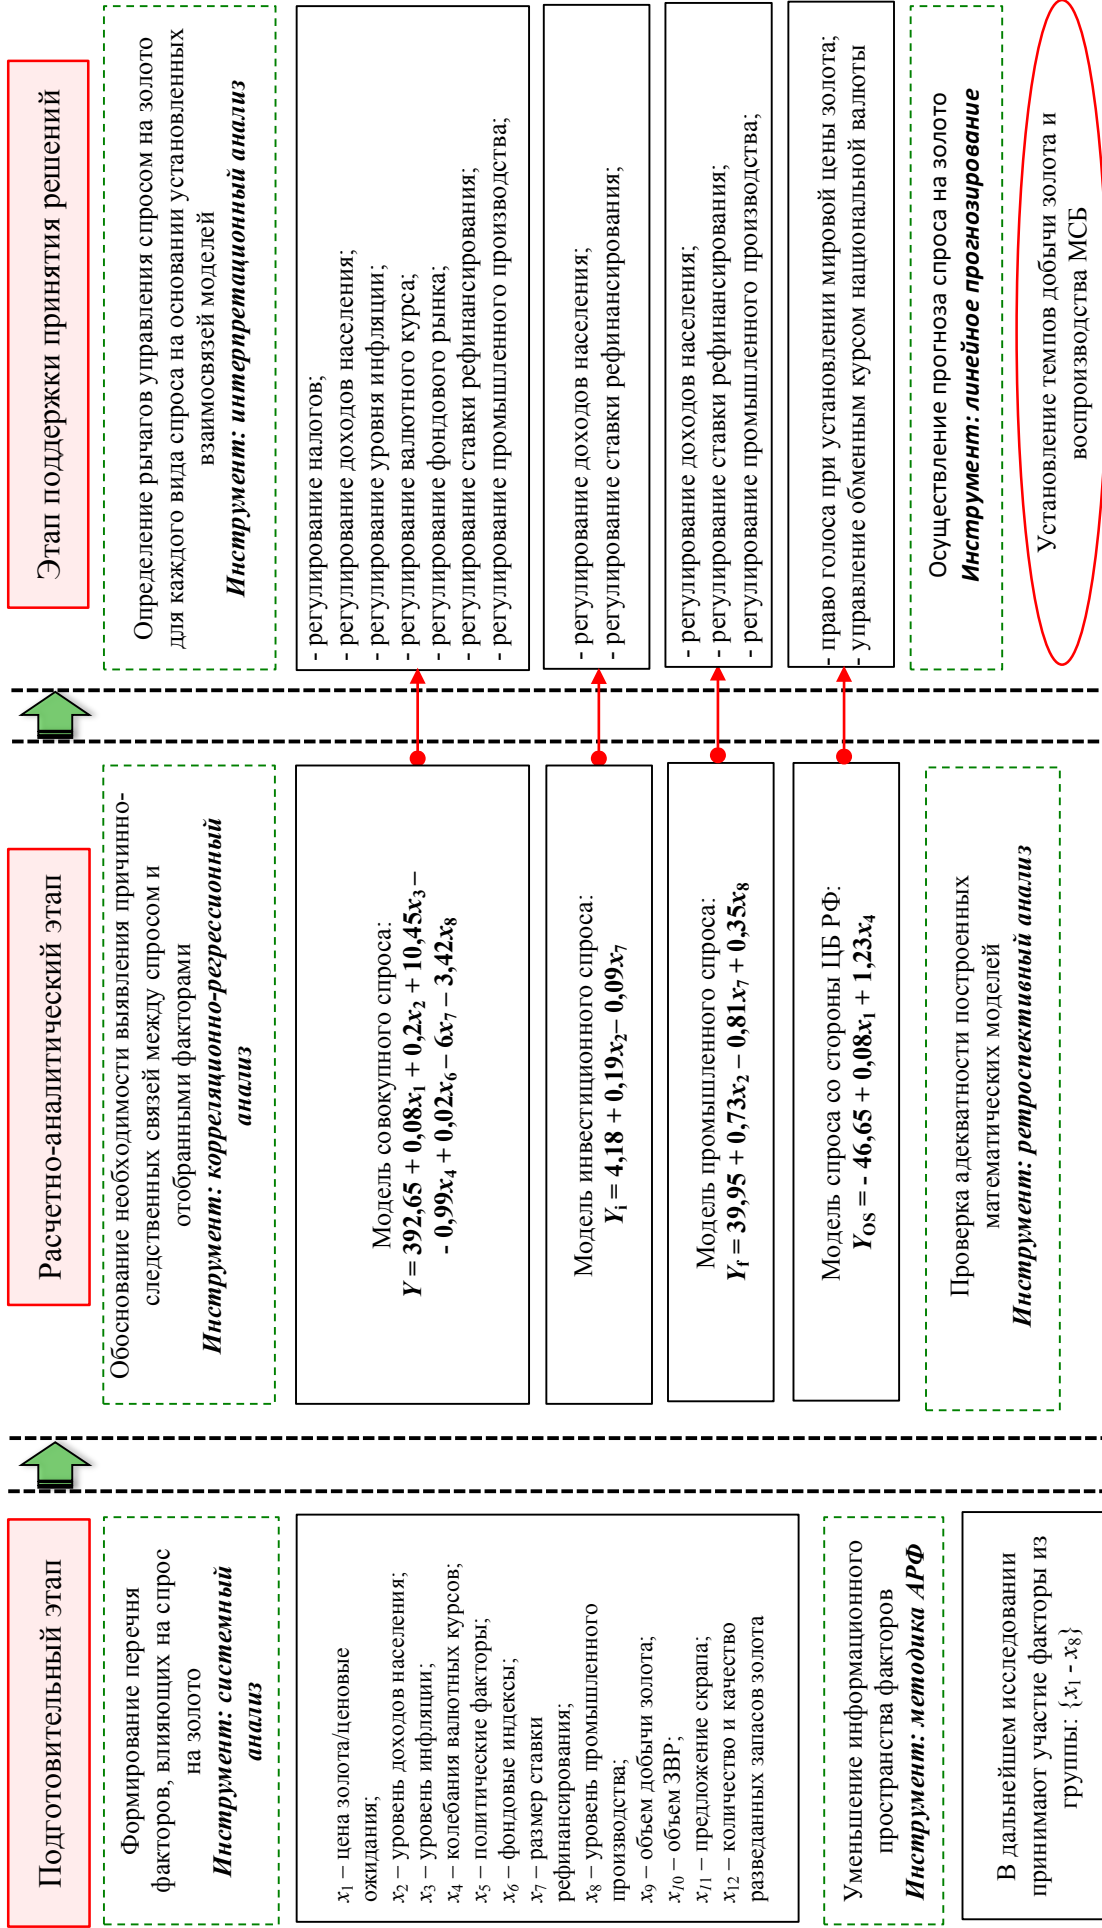 Подготовительный этап
Формирование перечня
факторов, влияющих на спрос
на золото
Инструмент: системный
анализ
x1 – цена золота/ценовые
ожидания;
x2 – уровень доходов населения;
x3 – уровень инфляции;
x4 – колебания валютных курсов;
x5 – политические факторы;
x6 – фондовые индексы;
x7 – размер ставки
рефинансирования;
x8 – уровень промышленного
производства;
x9 – объем добычи золота;
x10 – объем ЗВР;
x11 – предложение скрапа;
x12 – количество и качество
разведанных запасов золота
Уменьшение информационного
пространства факторов
Инструмент: методика АРФ
В дальнейшем исследовании
принимают участие факторы из
группы: {x1 - x8}
Расчетно-аналитический этап
Обоснование необходимости выявления причинно-
следственных связей между спросом и
отобранными факторами
Инструмент: корреляционно-регрессионный
анализ
Модель совокупного спроса:
Y = 392,65 + 0,08x1 + 0,2x2 + 10,45x3 –
- 0,99x4 + 0,02x6 – 6x7 – 3,42x8
Модель инвестиционного спроса:
Yi = 4,18 + 0,19x2 – 0,09x7
Модель промышленного спроса:
Yf = 39,95 + 0,73x2 – 0,81x7 + 0,35x8
Модель спроса со стороны ЦБ РФ:
YOS = - 46,65 + 0,08x1 + 1,23x4
Проверка адекватности построенных
математических моделей
Инструмент: ретроспективный анализ
Этап поддержки принятия решений
Определение рычагов управления спросом на золото
для каждого вида спроса на основании установленных
взаимосвязей моделей
Инструмент: интерпретационный анализ
- регулирование налогов;
- регулирование доходов населения;
- регулирование уровня инфляции;
- регулирование валютного курса;
- регулирование фондового рынка;
- регулирование ставки рефинансирования;
- регулирование промышленного производства;
- регулирование доходов населения;
- регулирование ставки рефинансирования;
- регулирование доходов населения;
- регулирование ставки рефинансирования;
- регулирование промышленного производства;
- право голоса при установлении мировой цены золота;
- управление обменным курсом национальной валюты
Осуществление прогноза спроса на золото
Инструмент: линейное прогнозирование
Установление темпов добычи золота и
воспроизводства МСБ